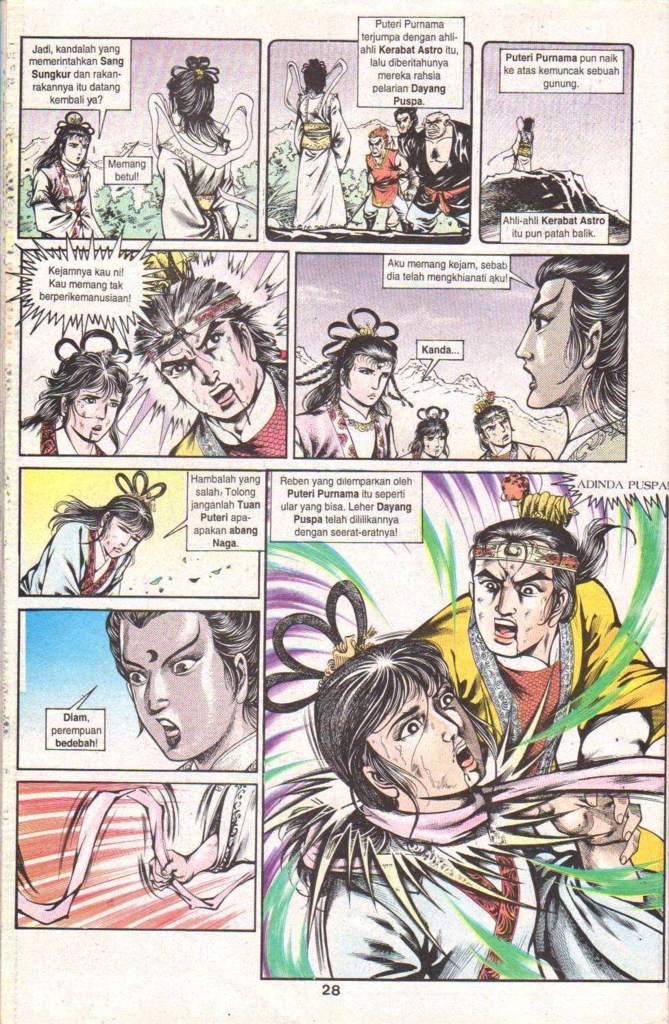 Jadi, kandalah yang
memerintahkan Sang
Sungkur dan rakan-
rakannya itu datang
kembali ya?
Memang
betul!
Puteri Purnama
terjumpa dengan ahli-
ahli Kerabat Astro itu,
lalu diberitahunya
mereka rahsia
pelarian Dayang
Puspa.
Puteri Purnama pun naik
ke atas kemuncak sebuah
gunung.
Ahli-ahli Kerabat Astro
itu pun patah balik.
Kejamnya kau ni!
Kau memang tak
berperikemanusiaan!
Aku memang kejam, sebab
dia telah mengkhianati aku!
Kanda...
Hambalah yang
salah. Tolong
janganlah Tuan
Puteri apa-
apakan abang
Naga.
Diam,
perempuan
bedebah!
Reben yang dilemparkan oleh
Puteri Purnama itu seperti
ular yang bisa. Leher Dayang
Puspa telah dililikannya
dengan seerat-eratnya!
ADINDA PUSPA!
28